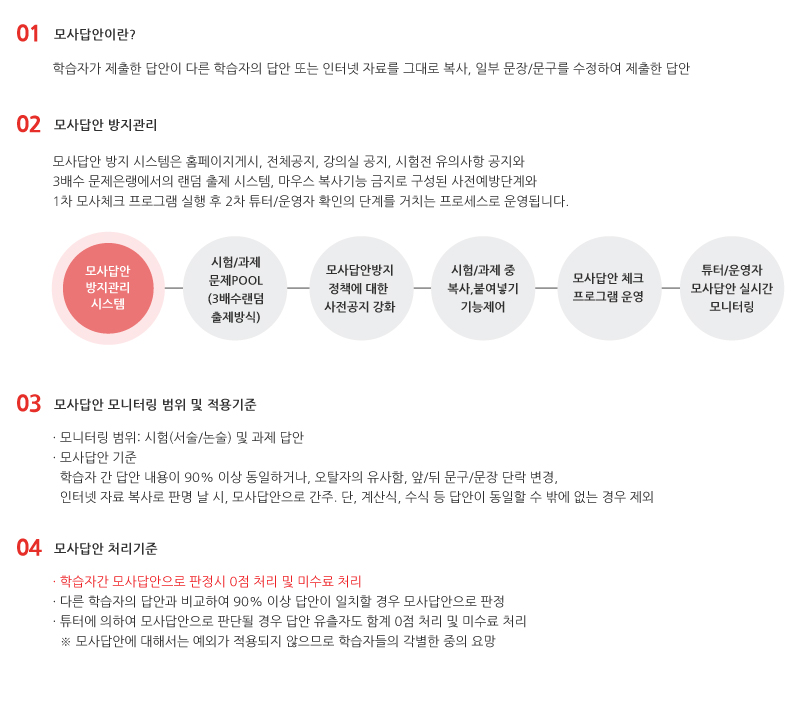 01 모사답안이란?
학습자가 제출한 답안이 다른 학습자의 답안 또는 인터넷 자료를 그대로 복사, 일부 문장/문구를 수정하여 제출한 답안
02 모사답안 방지관리
모사답안 방지 시스템은 홈페이지게시, 전체공지, 강의실 공지, 시험전 유의사항 공지와
3배수 문제은랭에서의 랜덤 출제 시스템, 마우스 복사기능 금지로 구성된 사전예방단계와
1차 모사체크 프로그램 실행 후 2차 튜터/운영자 확인의 단계를 거치는 프로세스로 운영됩니다.
모사답안
방지관리
시스템
시험/과제
문제POOL
(3배수랜덤
출제방식)
모사답안방지
정책에 대한
사전공지 강화
시험/과제 중
복사,붙여넣기
기능제어
모사답안 체크
프로그램 운영
튜터/운영자
모사답안 실시간
모니터링
03 모사답안 모니터링 범위 및 적용기준
· 모니터링 범위: 시험(서술/논술) 및 과제 답안
· 모사답안 기준
학습자 간 답안 내용이 90% 이상 동일하거나, 오탈자의 유사함, 앞/뒤 문구/문장 단락 변경,
인터넷 자료 복사로 판명 날 시, 모사답안으로 간주. 단, 계산식, 수식 등 답안이 동일할 수 밖에 없는 경우 제외
04 모사답안 처리기준
· 학습자간 모사답안으로 판정시 0점 처리 및 미수료 처리
· 다른 학습자의 답안과 비교하여 90% 이상 답안이 일치할 경우 모사답안으로 판정
· 튜터에 의하여 모사답안으로 판단될 경우 답안 유출자도 함계 0점 처리 및 미수료 처리
※ 모사답안에 대해서는 예외가 적용되지 않으므로 학습자들의 각별한 중의 요망